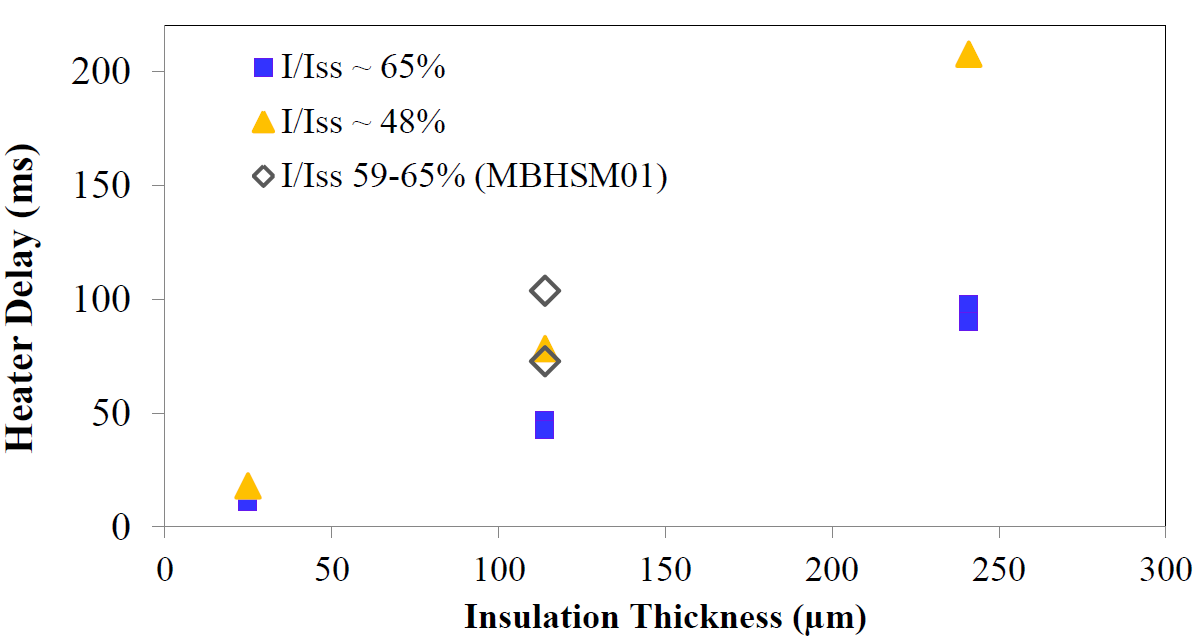 200
150
100
50
0
Heater Delay (ms)
I/Iss ~ 65%
I/Iss ~ 48%
I/Iss 59-65% (MBHSM01)
0 50 100 150 200 250 300
Insulation Thickness (µm)